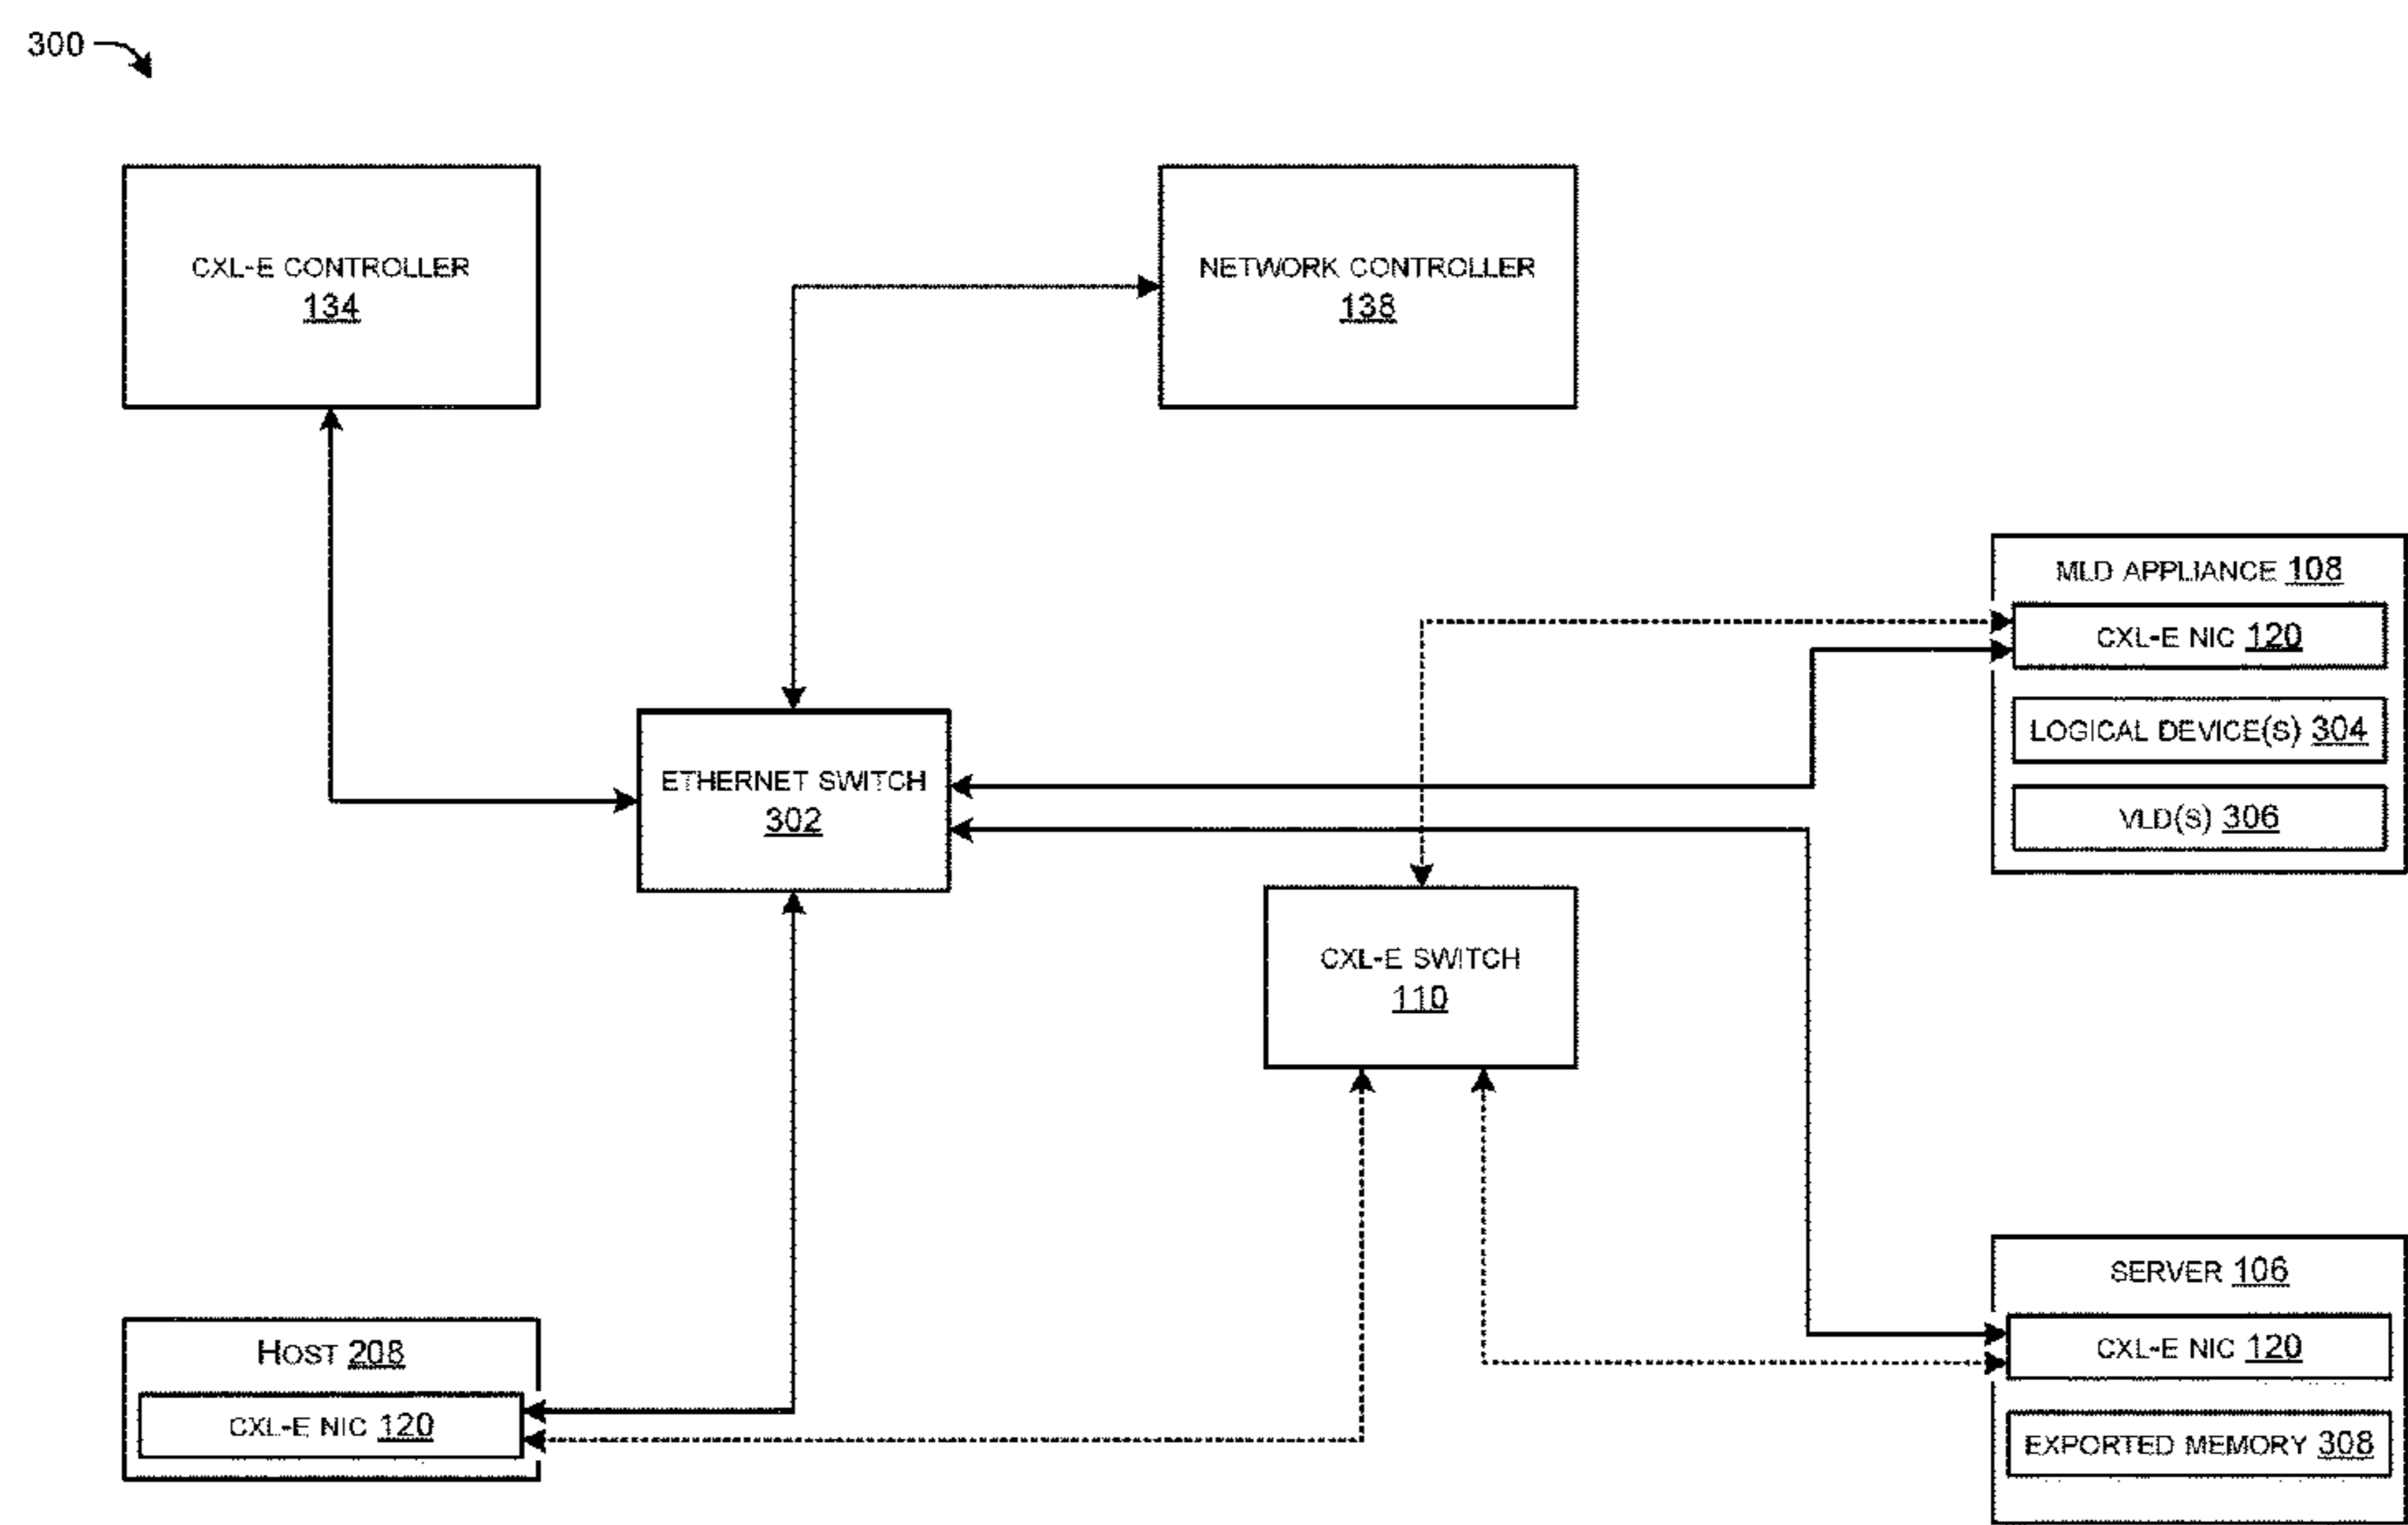 300
CXL-E CONTROLLER
134
NETWORK CONTROLLER
138
MLD APPLIANCE 108
CXL-E NIC 120
LOGICAL DEVICE(S) 304
VLD(S) 306
ETHERNET SWITCH
302
CXL-E SWITCH
110
SERVER 106
CXL-E NIC 120
EXPORTED MEMORY 308
HOST 208
CXL-E NIC 120